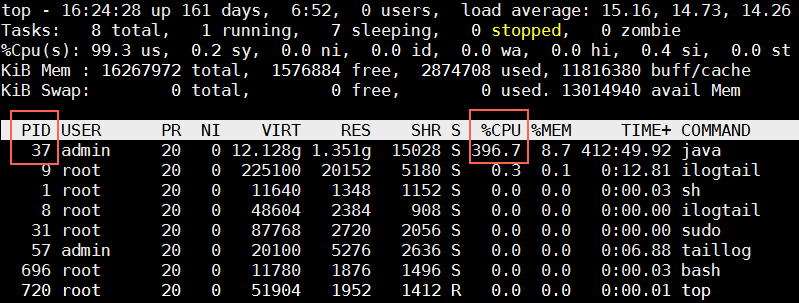 top - 16:24:28 up 161 days,  6:52,  0 users,  load average: 15.16, 14.73, 14.26
Tasks:   8 total,   1 running,   7 sleeping,   0 stopped,   0 zombie
%Cpu(s): 99.3 us,  0.2 sy,  0.0 ni,  0.0 id,  0.0 wa,  0.0 hi,  0.4 si,  0.0 st
KiB Mem : 16267972 total,  1576884 free,  2874708 used, 11816380 buff/cache
KiB Swap:        0 total,        0 free,        0 used. 13014940 avail Mem
PID USER      PR  NI    VIRT    RES    SHR S  %CPU %MEM     TIME+ COMMAND
37 admin     20   0 12.128g 1.351g  15028 S 396.7  8.7 412:49.92 java
9 root      20   0  225100  20152   5180 S   0.3  0.1   0:12.81 ilogtail
1 root      20   0   11640   1348   1152 S   0.0  0.0   0:00.03 sh
8 root      20   0   48604   2384    908 S   0.0  0.0   0:00.00 ilogtail
31 root      20   0   87768   2720   2056 S   0.0  0.0   0:00.00 sudo
57 admin     20   0   20100   5276   2636 S   0.0  0.0   0:06.88 taillog
696 root      20   0   11780   1876   1496 S   0.0  0.0   0:00.03 bash
720 root      20   0   51904   1952   1412 R   0.0  0.0   0:00.01 top